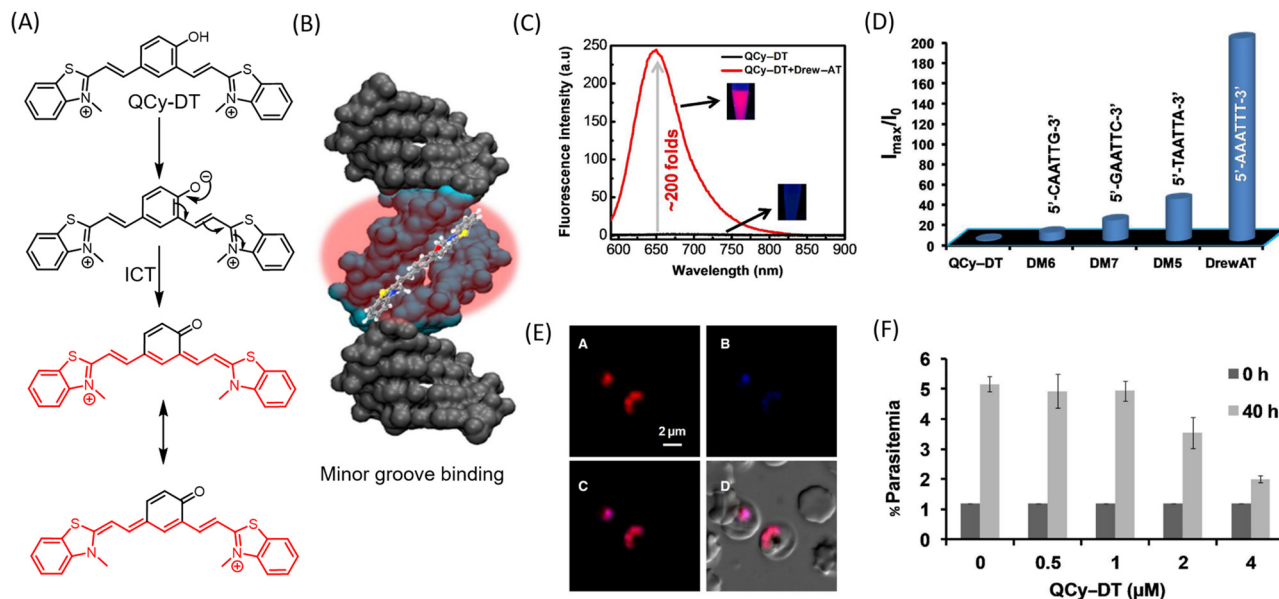 (A)
OH
S
S
N
⊕
N
⊕
QCy-DT
O
⊖
S
S
N
⊕
N
⊕
ICT
O
S
S
N
⊕
N
O
S
S
N
N
⊕
(B)
Minor groove binding
(C)
Fluorescence Intensity (a.u)
250
200
150
100
50
0
600
650
700
750
800
850
900
Wavelength (nm)
QCy–DT
QCy–DT+Drew–AT
~200 folds
(D)
Imax/I0
200
180
160
140
120
100
80
60
40
20
0
5'-CAATTG-3'
5'-GAATTC-3'
5'-TAATTA-3'
5'-AAATTT-3'
QCy–DT
DM6
DM7
DM5
DrewAT
(E)
A
B
2 µm
C
D
(F)
% Parasitemia
6
5
4
3
2
1
0
0 h
40 h
0
0.5
1
2
4
QCy–DT (µM)